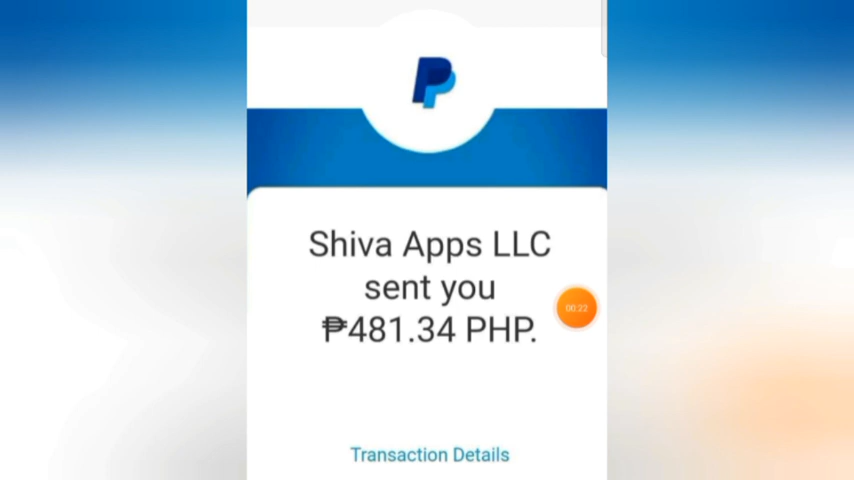 Shiva Apps LLC
sent you
₱481.34 PHP.
00:22
Transaction Details